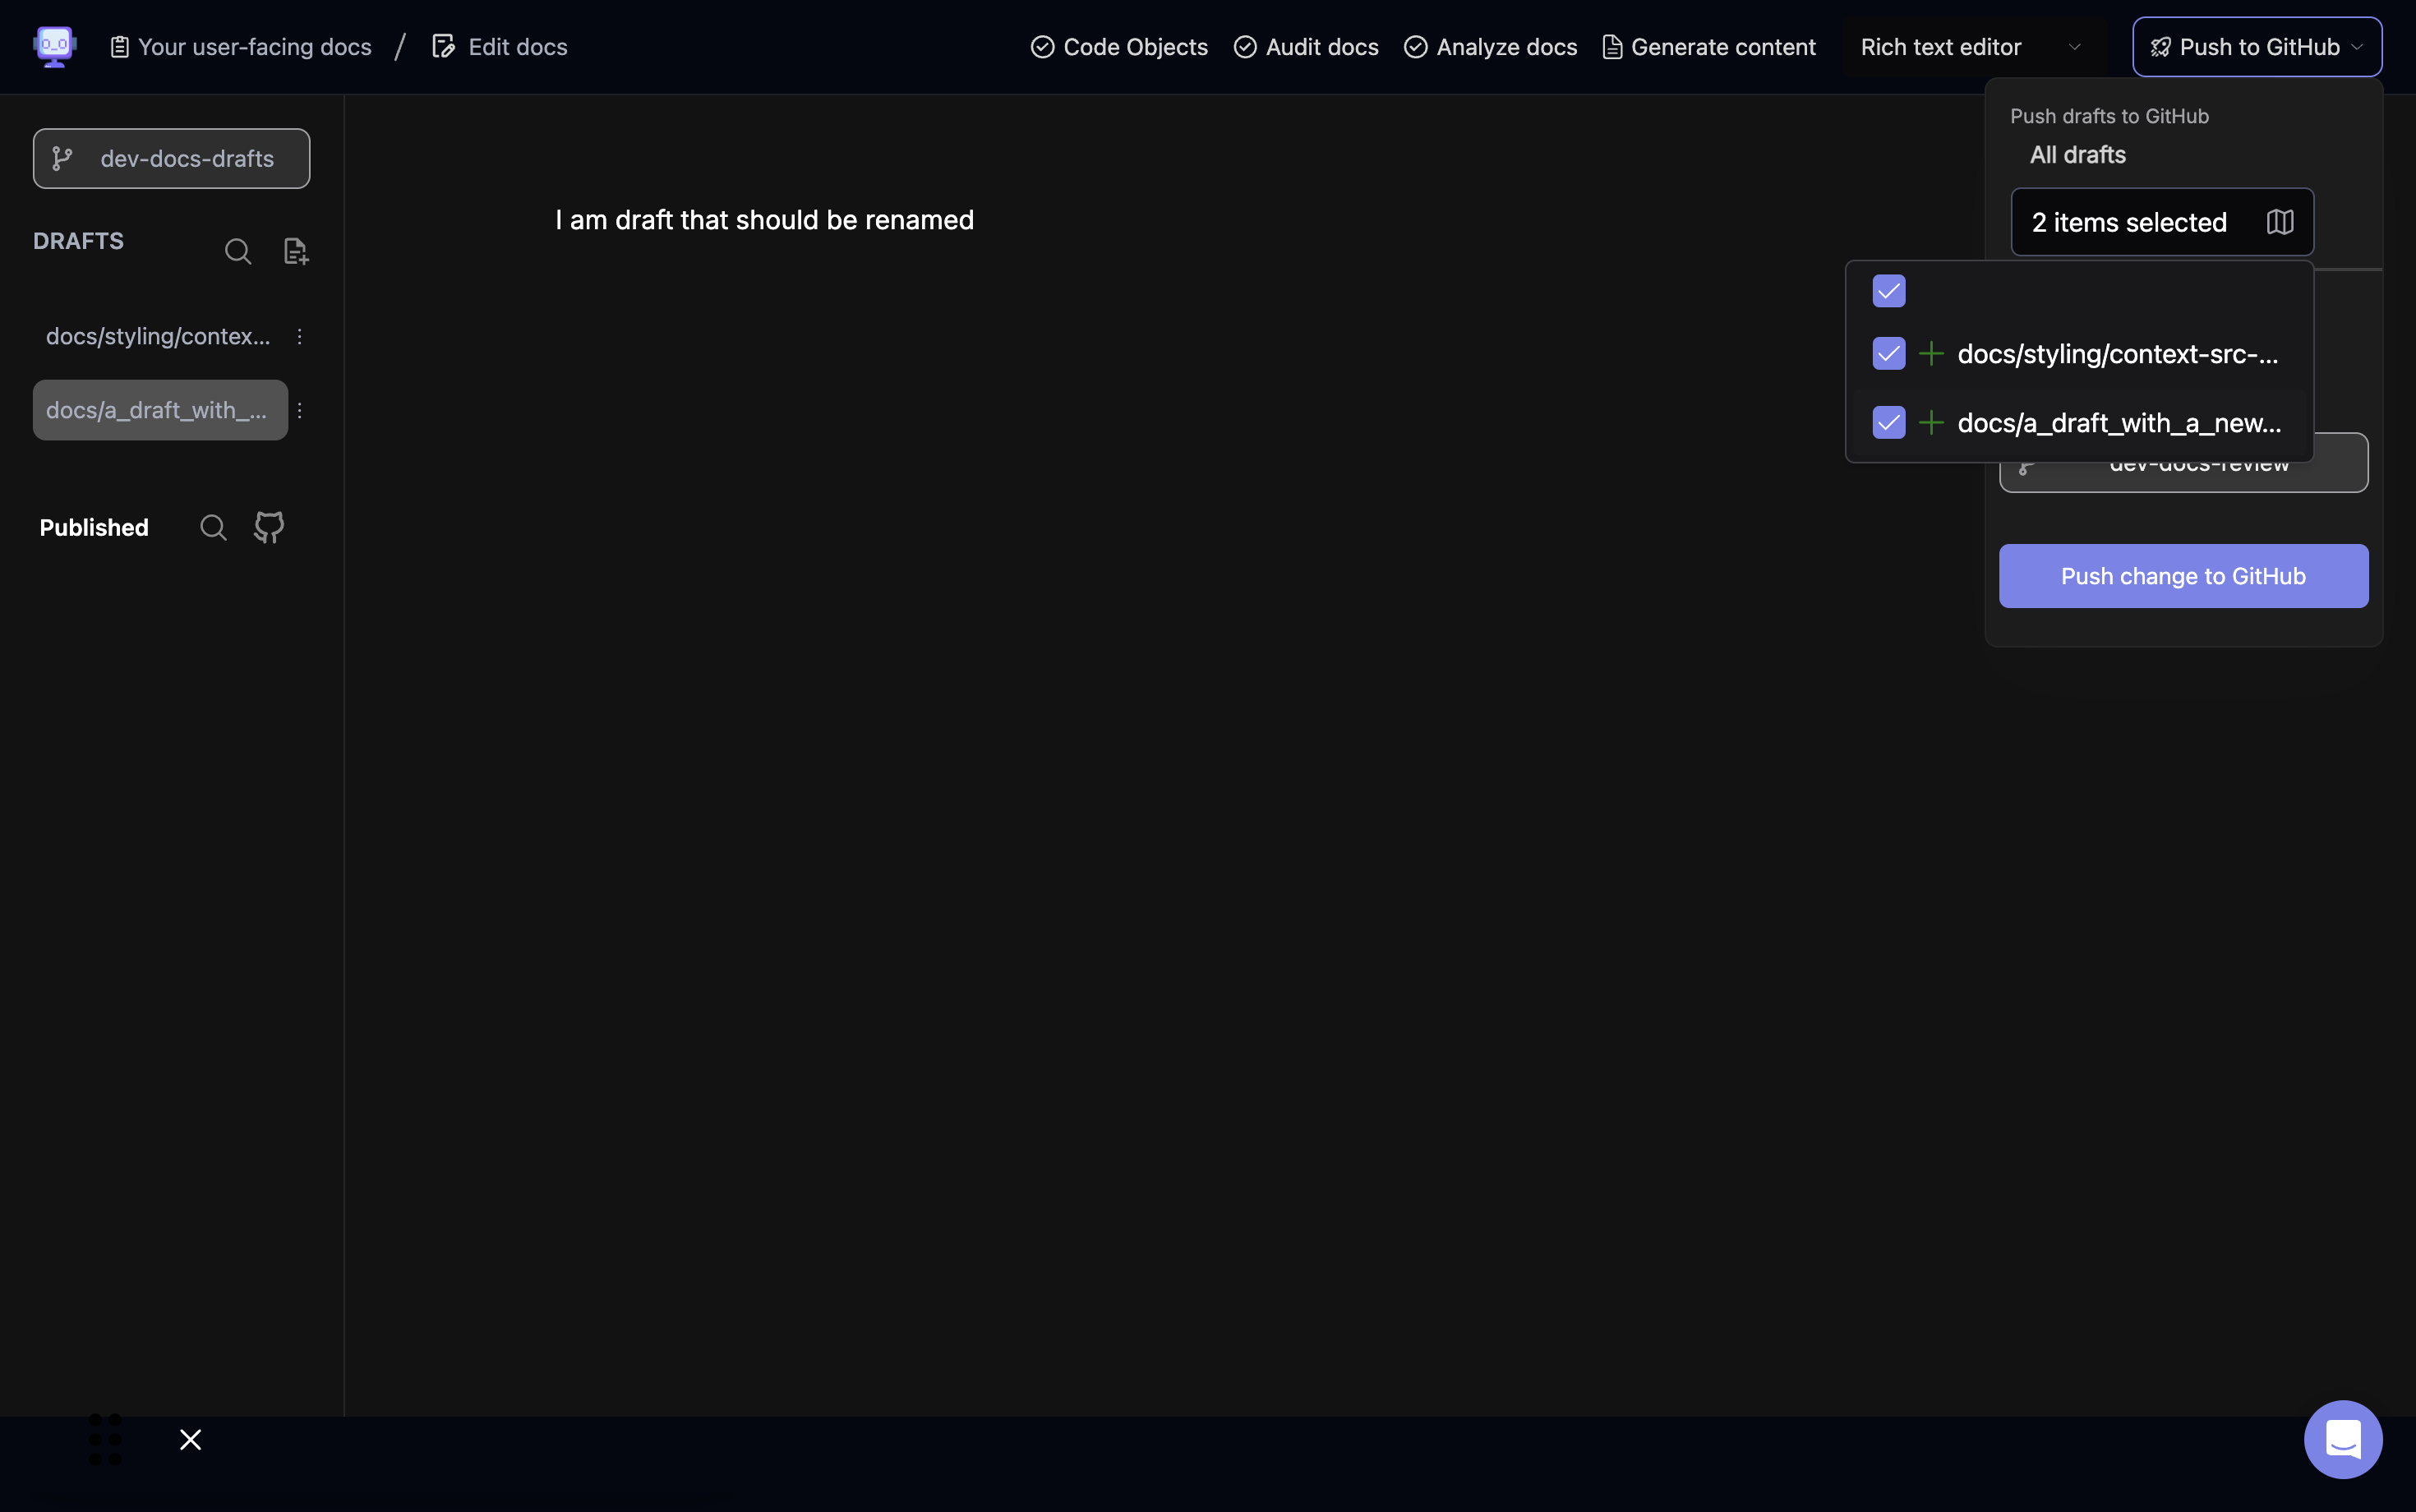 Your user-facing docs / Edit docs
Code Objects
Audit docs
Analyze docs
Generate content
Rich text editor
Push to GitHub
dev-docs-drafts
DRAFTS
docs/styling/contex...
docs/a_draft_with_...
Published
I am draft that should be renamed
Push drafts to GitHub
All drafts
2 items selected
docs/styling/context-src-...
docs/a_draft_with_a_new...
dev-docs-review
Push change to GitHub